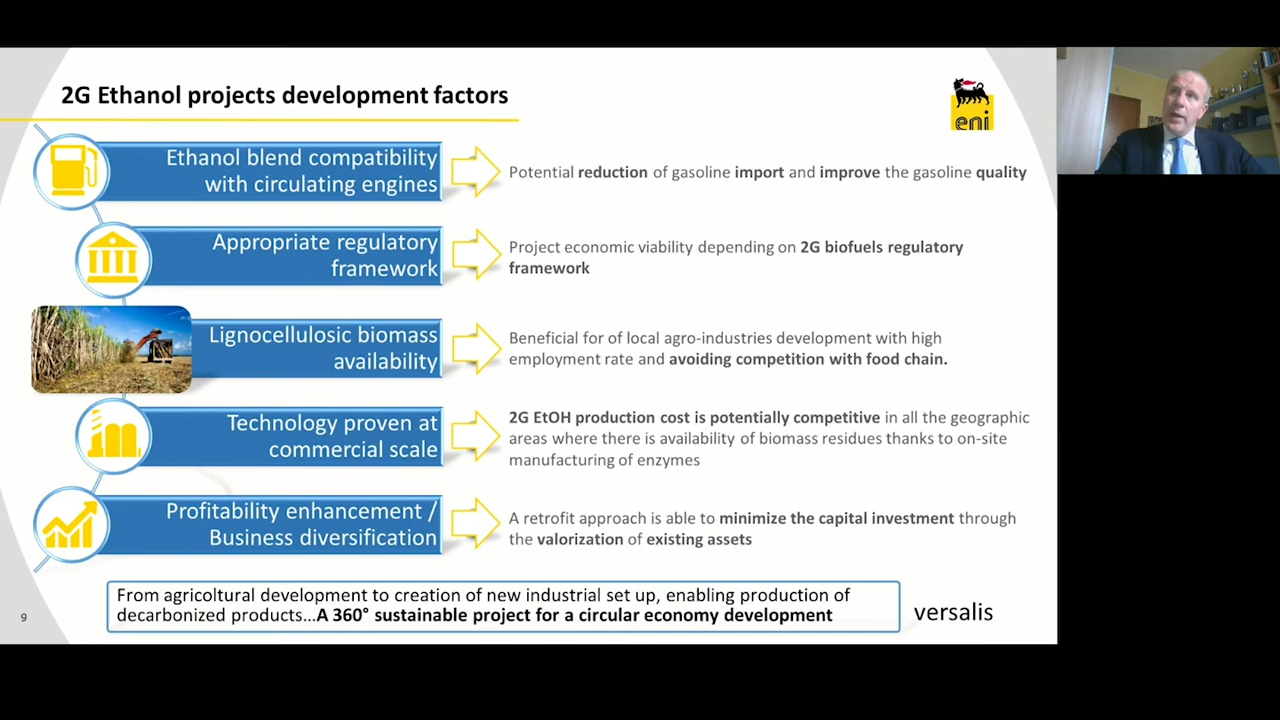 2G Ethanol projects development factors
eni
Ethanol blend compatibility
with circulating engines
Potential reduction of gasoline import and improve the gasoline quality
Appropriate regulatory
framework
Project economic viability depending on 2G biofuels regulatory
framework
Lignocellulosic biomass
availability
Beneficial for of local agro-industries development with high
employment rate and avoiding competition with food chain.
Technology proven at
commercial scale
2G EtOH production cost is potentially competitive in all the geographic
areas where there is availability of biomass residues thanks to on-site
manufacturing of enzymes
Profitability enhancement /
Business diversification
A retrofit approach is able to minimize the capital investment through
the valorization of existing assets
From agricoltural development to creation of new industrial set up, enabling production of
decarbonized products...A 360° sustainable project for a circular economy development
9
versalis